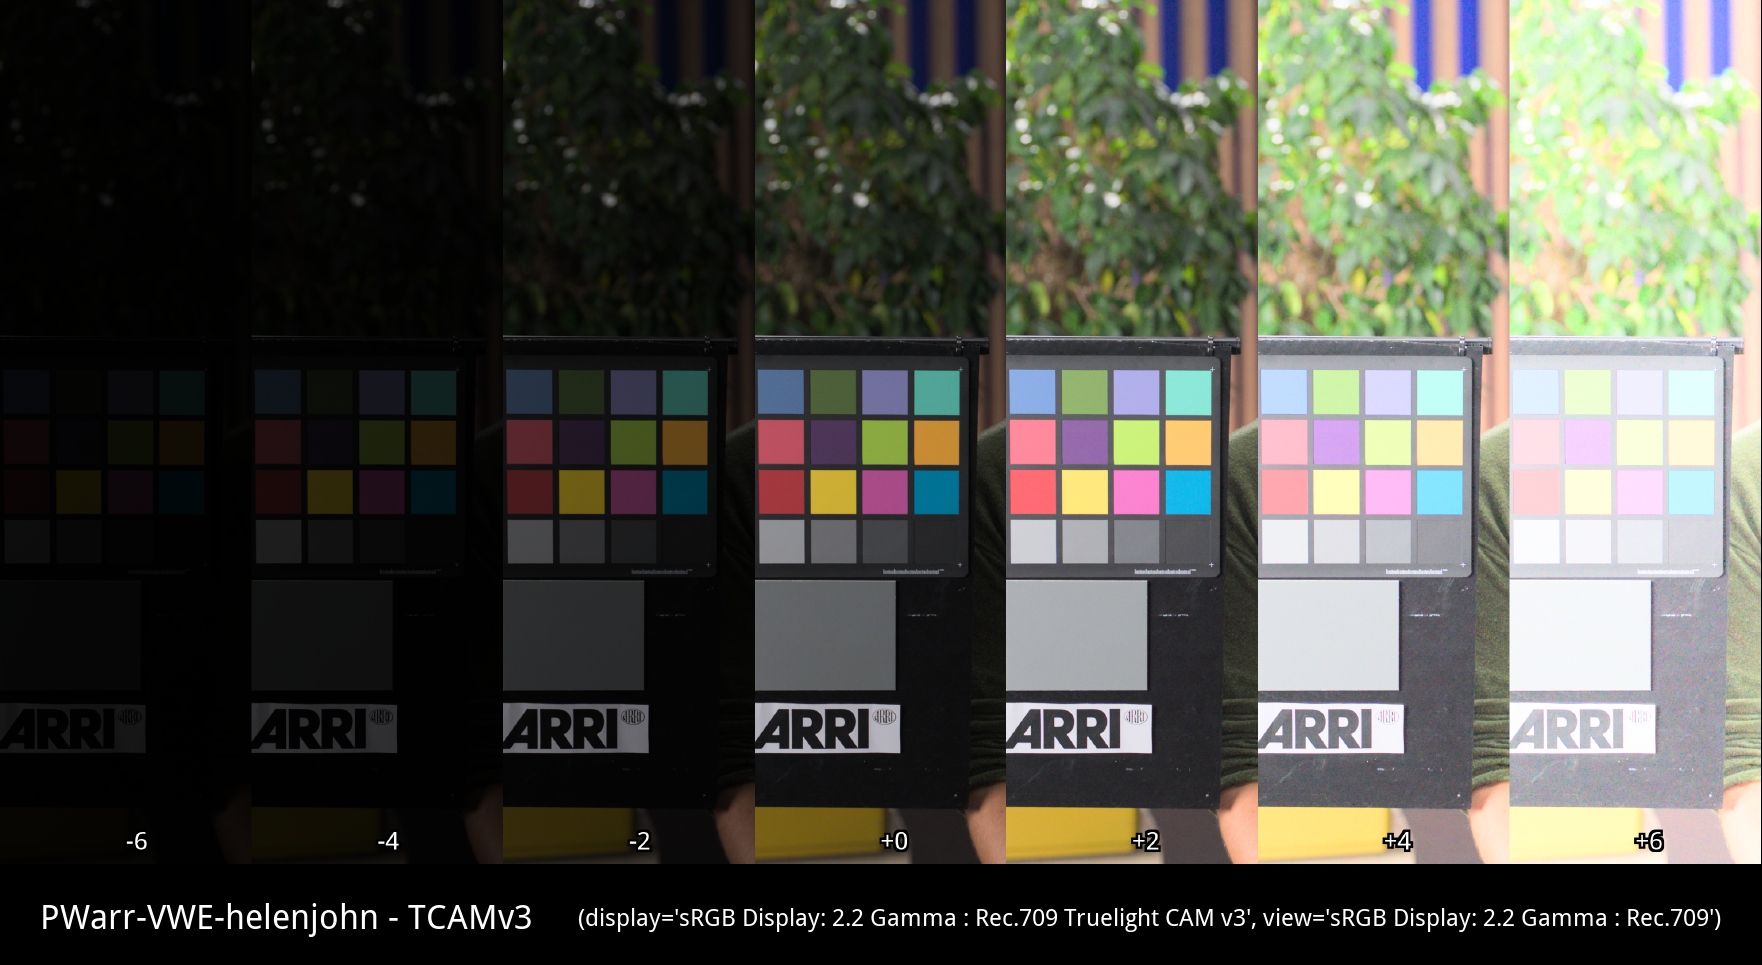 ARRI
ARRI
ARRI
ARRI
ARRI
ARRI
ARRI
-6
-4
-2
+0
+2
+4
+6
PWarr-VWE-helenjohn - TCAMv3
(display='sRGB Display: 2.2 Gamma : Rec.709 Truelight CAM v3', view='sRGB Display: 2.2 Gamma : Rec.709')